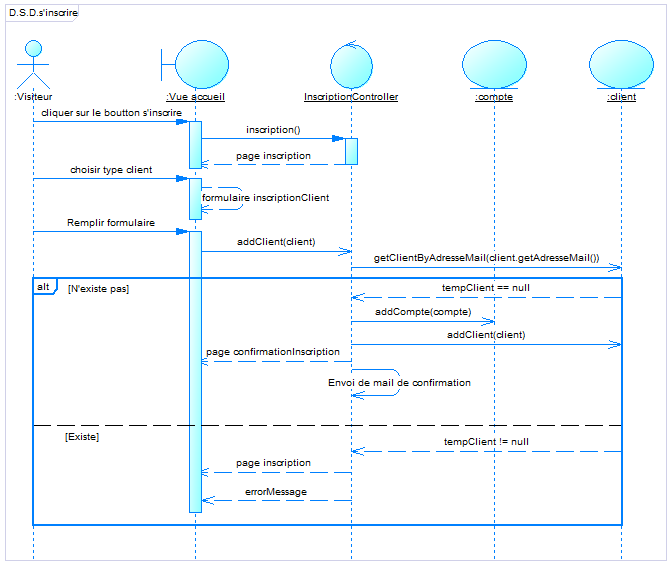 D.S.D.s'inscrire
:Visiteur
:Vue accueil
InscriptionController
:compte
:client
cliquer sur le boutton s'inscrire
inscription()
page inscription
choisir type client
formulaire inscriptionClient
Remplir formulaire
addClient(client)
getClientByAdresseMail(client.getAdresseMail())
alt
[N'existe pas]
tempClient == null
addCompte(compte)
addClient(client)
page confirmationInscription
Envoi de mail de confirmation
[Existe]
tempClient != null
page inscription
errorMessage